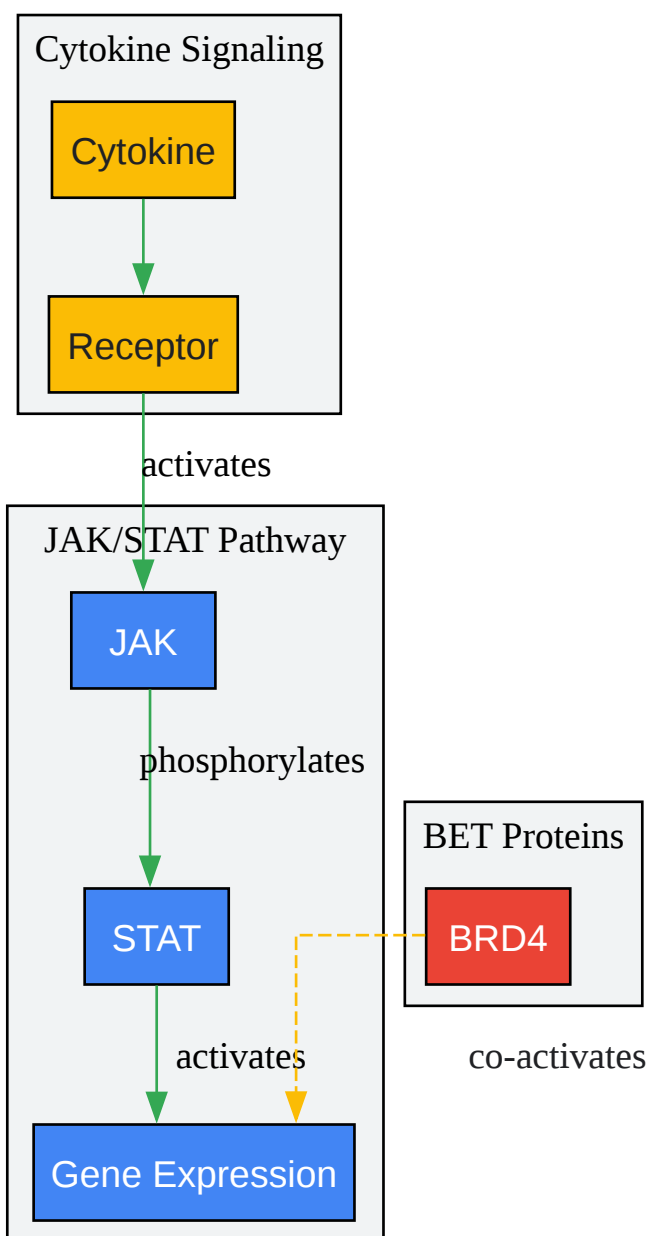 Cytokine Signaling
Cytokine
Receptor
activates
JAK/STAT Pathway
JAK
phosphorylates
BET Proteins
STAT
BRD4
activates
co-activates
Gene Expression